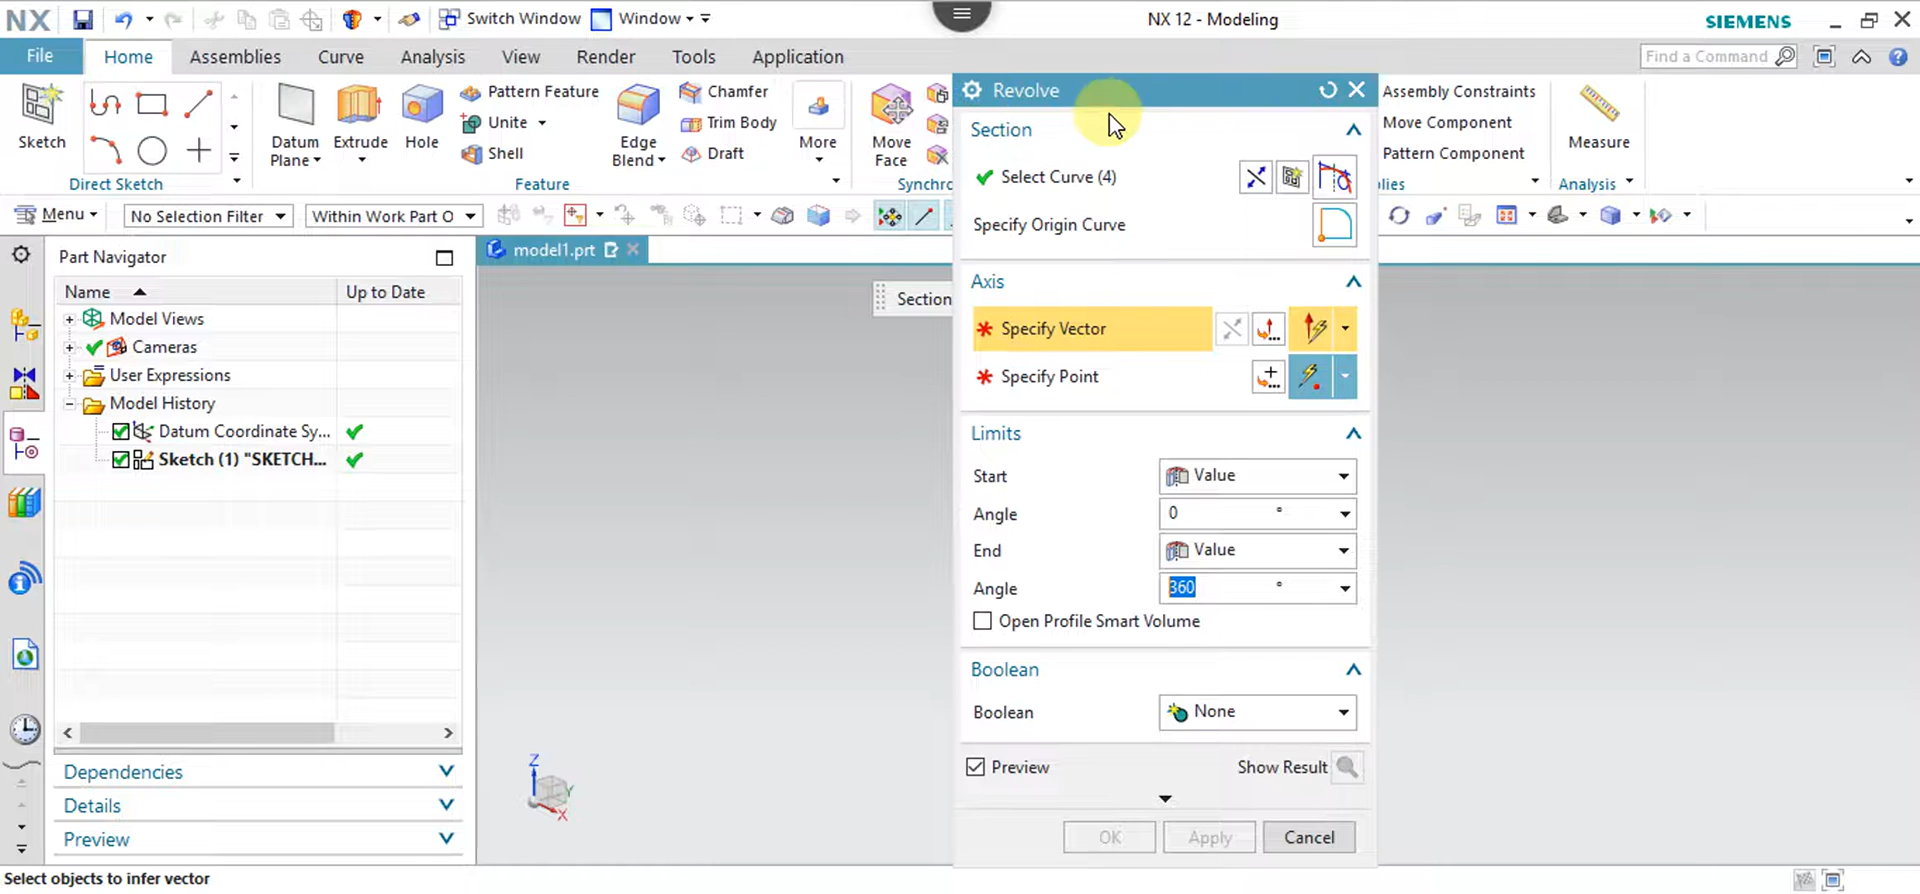 NX Switch Window Window NX 12 - Modeling SIEMENS
File Home Assemblies Curve Analysis View Render Tools Application Find a Command
Sketch
Direct Sketch
Datum
Plane
Extrude
Hole
Pattern Feature
Unite
Shell
Edge
Blend
Chamfer
Trim Body
Draft
More
Feature
Move
Face
Synchro
Assembly Constraints
Move Component
Pattern Component
lies
Measure
Analysis
Menu No Selection Filter Within Work Part O
Part Navigator
Name Up to Date
Model Views
Cameras
User Expressions
Model History
Datum Coordinate Sy...
Sketch (1) "SKETCH...
Dependencies
Details
Preview
model1.prt
Section
Z
Y
X
Revolve
Section
Select Curve (4)
Specify Origin Curve
Axis
* Specify Vector
* Specify Point
Limits
Start Value
Angle 0 °
End Value
Angle 360 °
Open Profile Smart Volume
Boolean
Boolean None
Preview Show Result
OK Apply Cancel
Select objects to infer vector